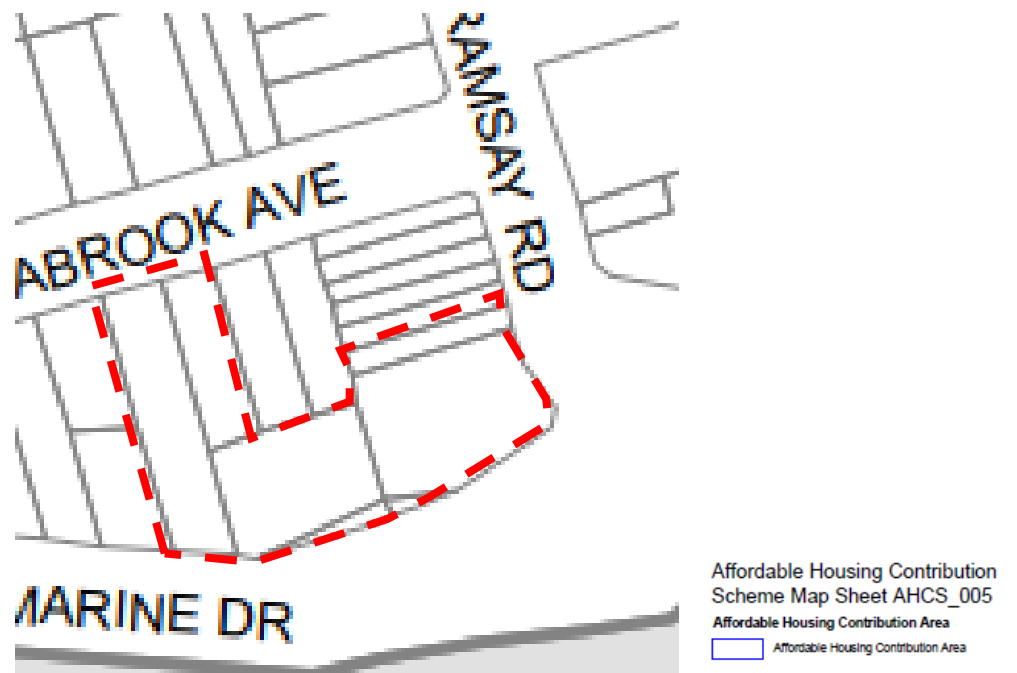 RAMSAY RD
ABROOK AVE
MARINE DR
Affordable Housing Contribution
Scheme Map Sheet AHCS_005
Affordable Housing Contribution Area
Affordable Housing Contribution Area